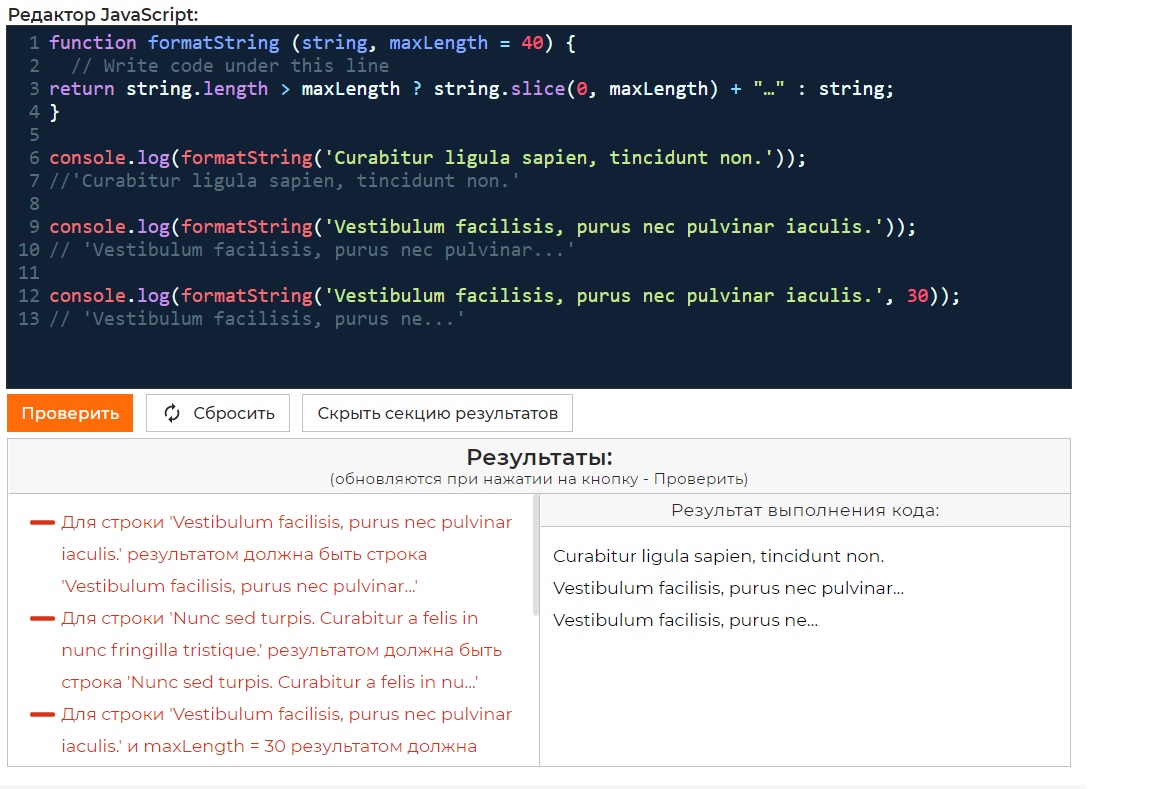 Редактор JavaScript:
1 function formatString (string, maxLength = 40) {
2 // Write code under this line
3 return string.length > maxLength ? string.slice(0, maxLength) + "…" : string;
4 }
5
6 console.log(formatString('Curabitur ligula sapien, tincidunt non.'));
7 //'Curabitur ligula sapien, tincidunt non.'
8
9 console.log(formatString('Vestibulum facilisis, purus nec pulvinar iaculis.'));
10 // 'Vestibulum facilisis, purus nec pulvinar...'
11
12 console.log(formatString('Vestibulum facilisis, purus nec pulvinar iaculis.', 30));
13 // 'Vestibulum facilisis, purus ne...'
Проверить Сбросить Скрыть секцию результатов
Результаты:
(обновляются при нажатии на кнопку - Проверить)
Для строки 'Vestibulum facilisis, purus nec pulvinar
iaculis.' результатом должна быть строка
'Vestibulum facilisis, purus nec pulvinar...'
Для строки 'Nunc sed turpis. Curabitur a felis in
nunc fringilla tristique.' результатом должна быть
строка 'Nunc sed turpis. Curabitur a felis in nu...'
Для строки 'Vestibulum facilisis, purus nec pulvinar
iaculis.' и maxLength = 30 результатом должна
Результат выполнения кода:
Curabitur ligula sapien, tincidunt non.
Vestibulum facilisis, purus nec pulvinar…
Vestibulum facilisis, purus ne…